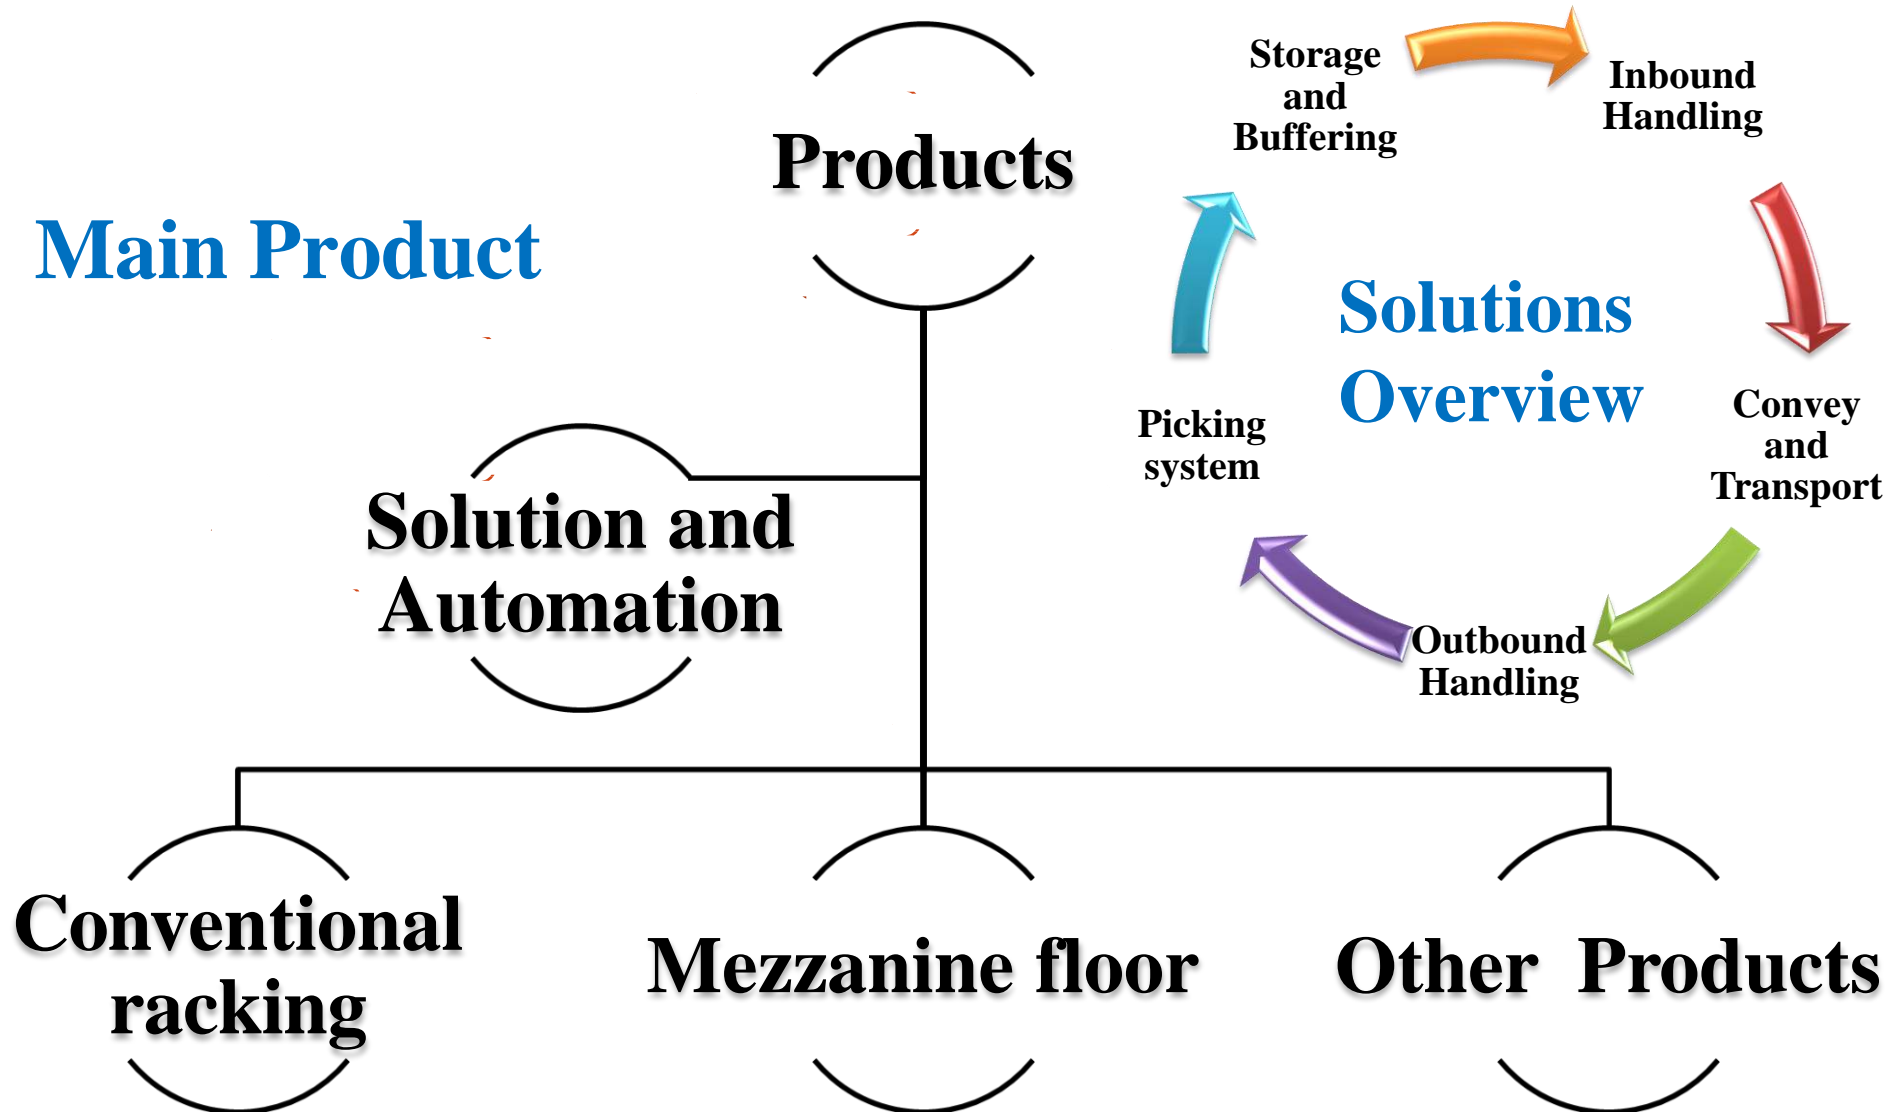 Main Product
Products
Solution and
Automation
Conventional
racking
Mezzanine floor
Other Products
Solutions
Overview
Storage
and
Buffering
Inbound
Handling
Convey
and
Transport
Outbound
Handling
Picking
system